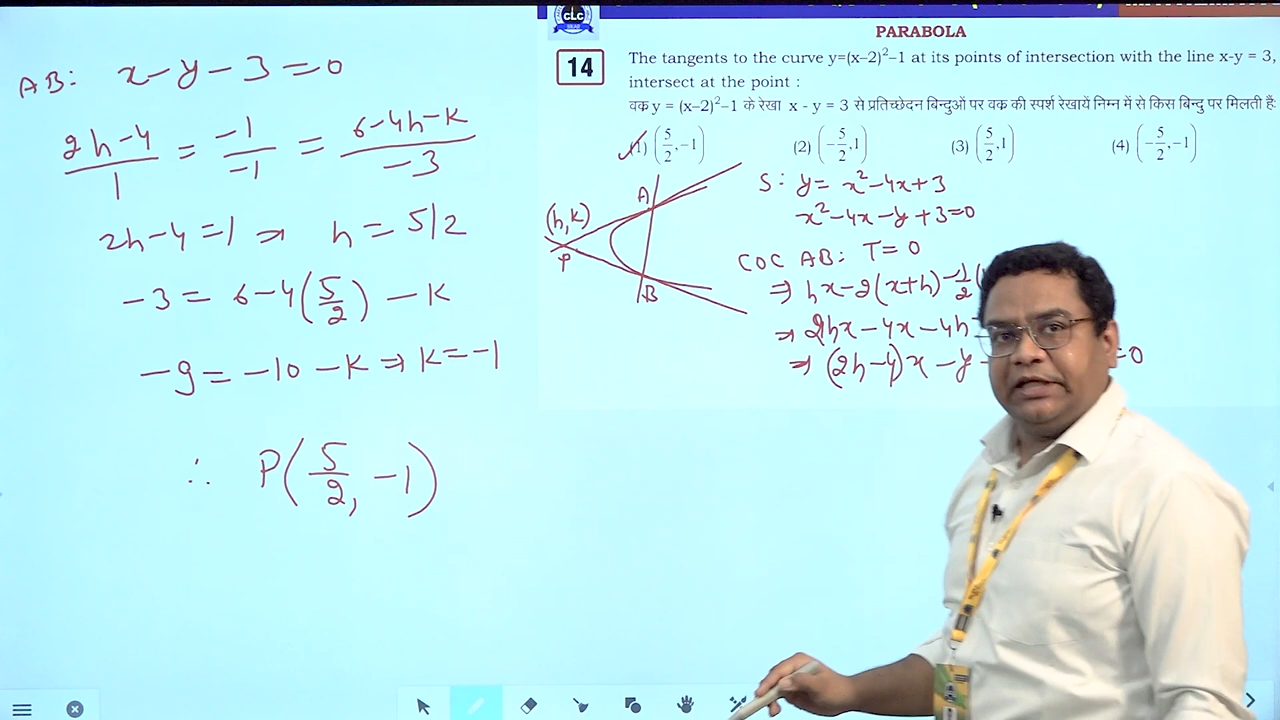 CLC
PARABOLA
14
The tangents to the curve y=(x–2)²–1 at its points of intersection with the line x-y = 3,
intersect at the point :
वक्र y = (x–2)²–1 के रेखा x - y = 3 से प्रतिच्छेदन बिन्दुओं पर वक्र की स्पर्श रेखायें निम्न में से किस बिन्दु पर मिलती हैं:
(1) (5/2, –1) (2) (–5/2, 1) (3) (5/2, 1) (4) (–5/2, –1)
AB: x – y – 3 = 0
(2h – 4)/1 = –1/–1 = (6 – 4h – k)/–3
2h – 4 = 1 ⇒ h = 5/2
–3 = 6 – 4(5/2) – k
–9 = –10 – k ⇒ k = –1
∴ P(5/2, –1)
(h, k)
A
P
B
S: y = x² – 4x + 3
x² – 4x – y + 3 = 0
COC AB: T = 0
⇒ hx – 2(x + h) – 1/2(
⇒ 2hx – 4x – 4h
⇒ (2h – 4)x – y – = 0